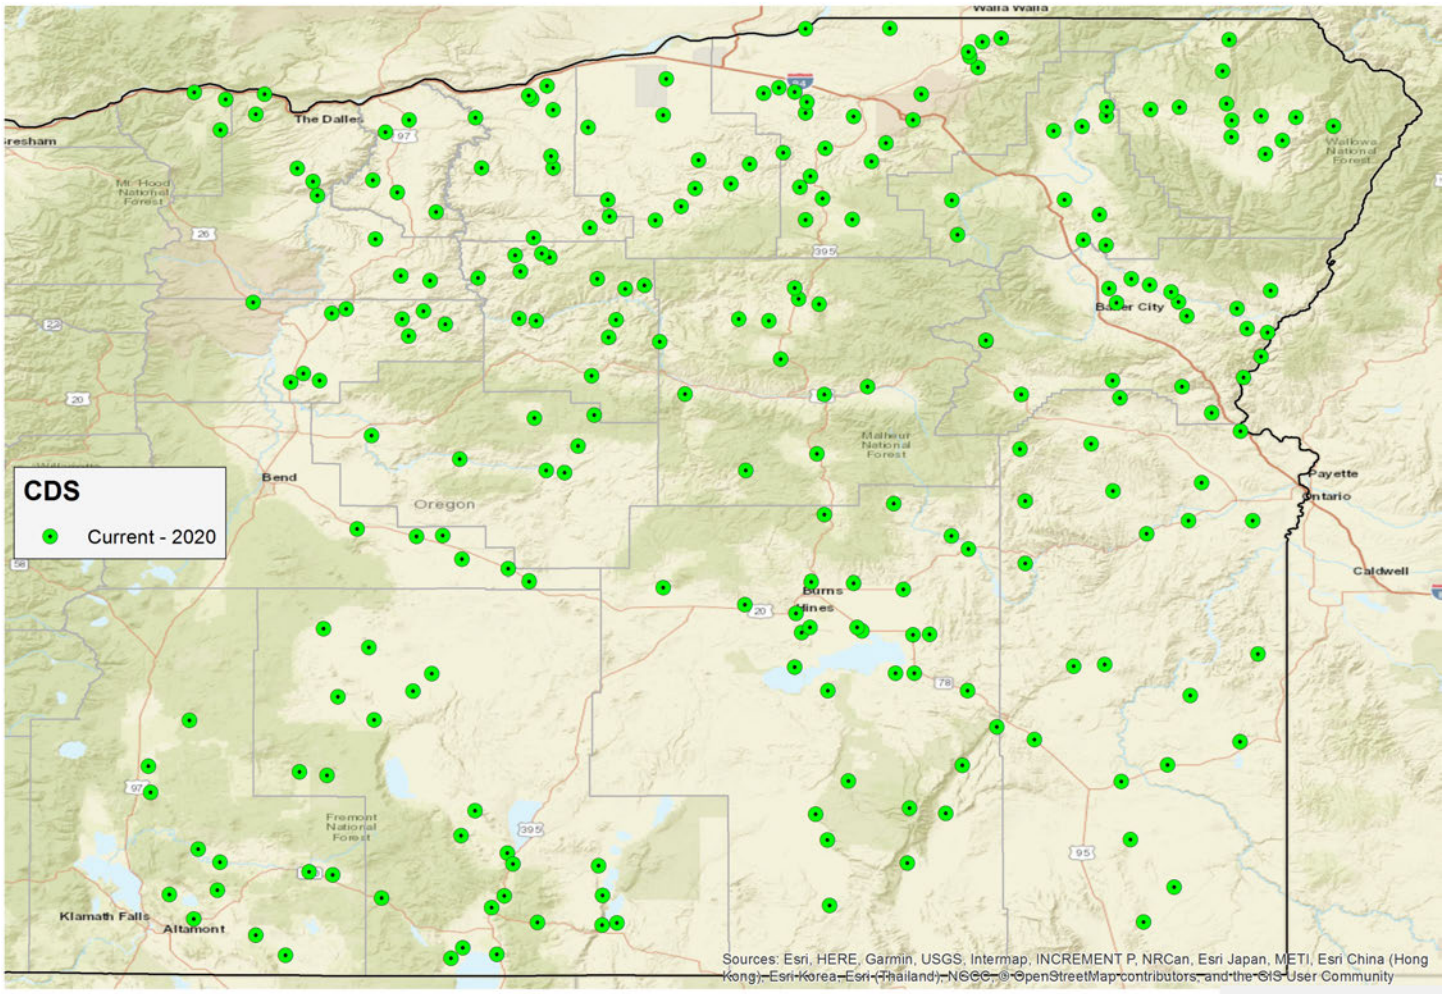 Walla Walla
84
The Dalles
97
Gresham
Mt. Hood
National
Forest
Wallowa
National
Forest
26
395
22
Baker City
20
Malheur
National
Forest
CDS
Current - 2020
Bend
Payette
Oregon
Ontario
58
Caldwell
Burns
20
Hines
78
97
Fremont
National
Forest
395
95
Klamath Falls
Altamont
Sources: Esri, HERE, Garmin, USGS, Intermap, INCREMENT P, NRCan, Esri Japan, METI, Esri China (Hong
Kong), Esri Korea, Esri (Thailand), NGCC, © OpenStreetMap contributors, and the GIS User Community